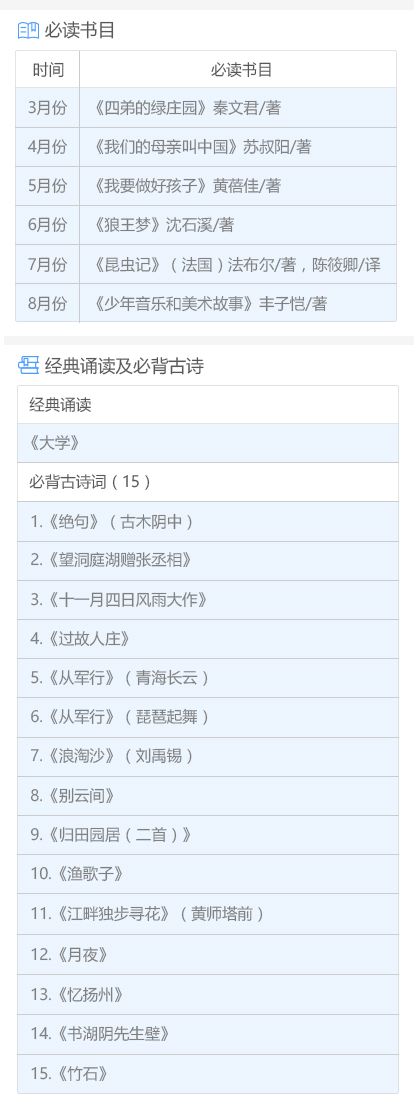 必读书目
时间 必读书目
3月份 《四弟的绿庄园》秦文君/著
4月份 《我们的母亲叫中国》苏叔阳/著
5月份 《我要做好孩子》黄蓓佳/著
6月份 《狼王梦》沈石溪/著
7月份 《昆虫记》（法国）法布尔/著，陈筱卿/译
8月份 《少年音乐和美术故事》丰子恺/著
经典诵读及必背古诗
经典诵读
《大学》
必背古诗词（15）
1.《绝句》（古木阴中）
2.《望洞庭湖赠张丞相》
3.《十一月四日风雨大作》
4.《过故人庄》
5.《从军行》（青海长云）
6.《从军行》（琵琶起舞）
7.《浪淘沙》（刘禹锡）
8.《别云间》
9.《归田园居（二首）》
10.《渔歌子》
11.《江畔独步寻花》（黄师塔前）
12.《月夜》
13.《忆扬州》
14.《书湖阴先生壁》
15.《竹石》